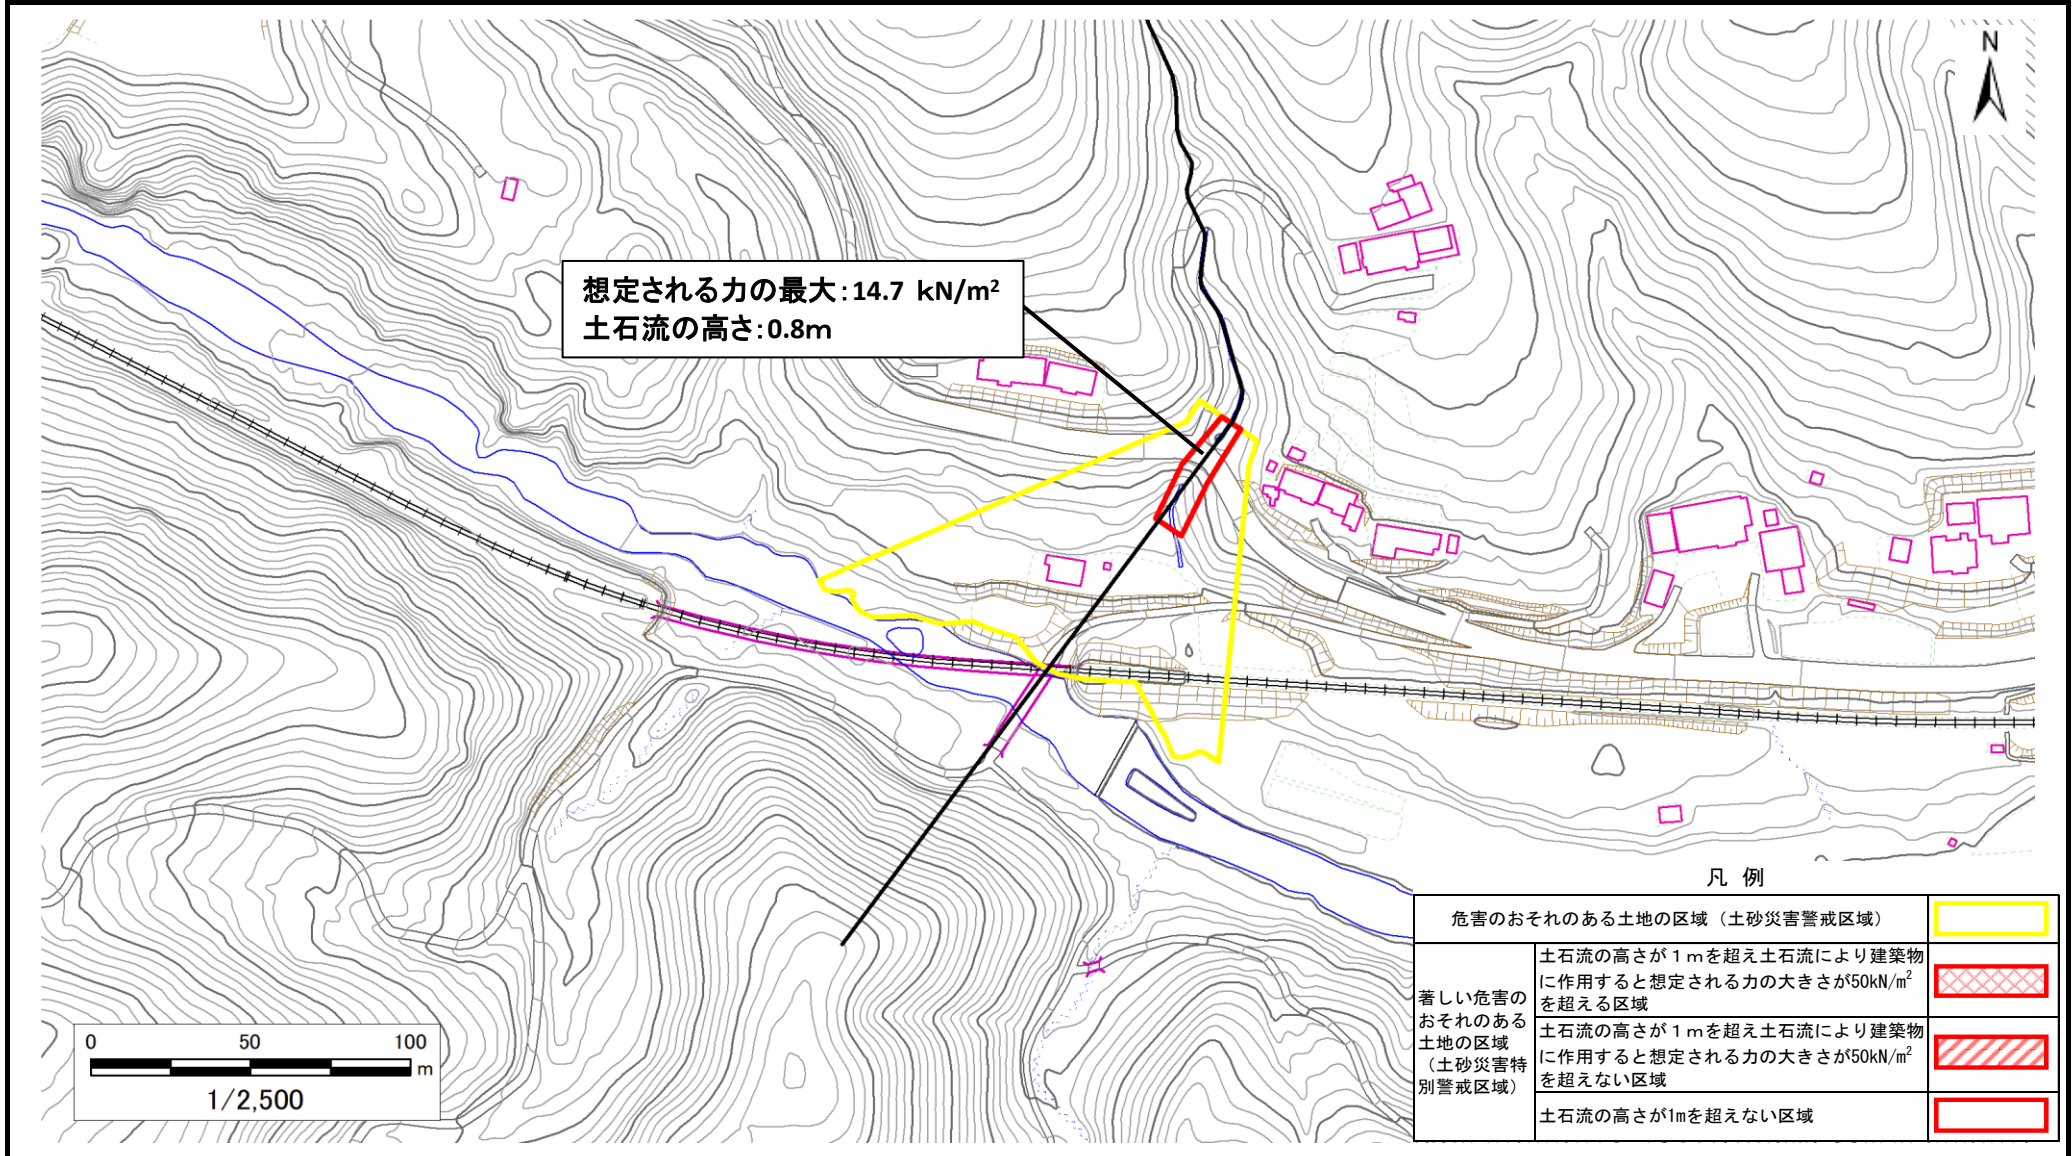 N
想定される力の最大:14.7 kN/m²
土石流の高さ:0.8m
凡 例
危害のおそれのある土地の区域(土砂災害警戒区域)
著しい危害の
おそれのある
土地の区域
(土砂災害特
別警戒区域)
土石流の高さが1mを超え土石流により建築物
に作用すると想定される力の大きさが50kN/m²
を超える区域
土石流の高さが1mを超え土石流により建築物
に作用すると想定される力の大きさが50kN/m²
を超えない区域
土石流の高さが1mを超えない区域
0 50 100
m
1/2,500